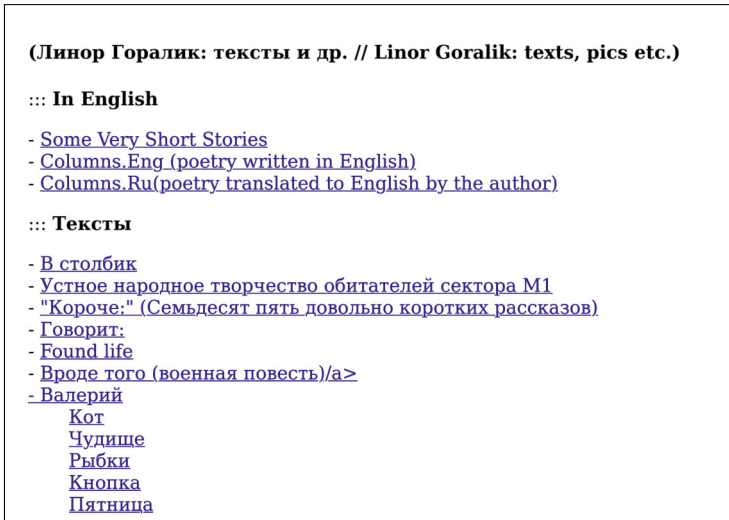 (Линор Горалик: тексты и др. // Linor Goralik: texts, pics etc.)
::: In English
- Some Very Short Stories
- Columns.Eng (poetry written in English)
- Columns.Ru(poetry translated to English by the author)
::: Тексты
- В столбик
- Устное народное творчество обитателей сектора М1
- "Короче:" (Семьдесят пять довольно коротких рассказов)
- Говорит:
- Found life
- Вроде того (военная повесть)/a>
- Валерий
Кот
Чудище
Рыбки
Кнопка
Пятница